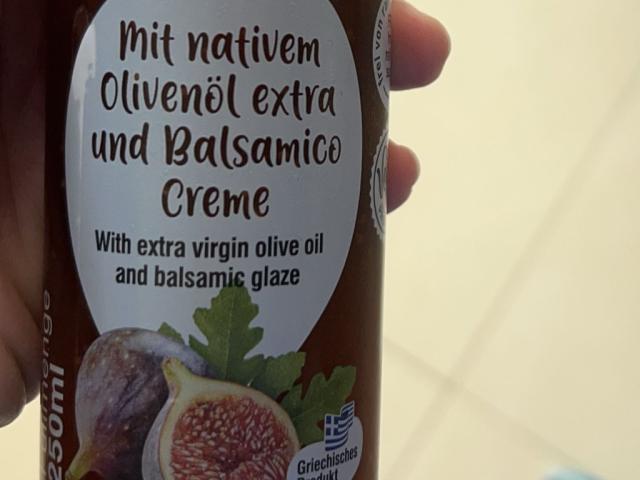 Mit nativem
Olivenöl extra
und Balsamico
Creme
With extra virgin olive oil
and balsamic glaze
250ml
Griechisches
Produkt